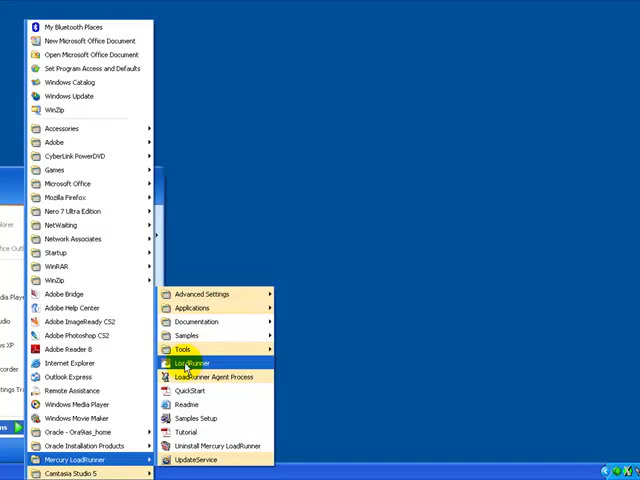 My Bluetooth Places
New Microsoft Office Document
Open Microsoft Office Document
Set Program Access and Defaults
Windows Catalog
Windows Update
WinZip
Accessories
Adobe
CyberLink PowerDVD
Games
Microsoft Office
Mozilla Firefox
Nero 7 Ultra Edition
NetWaiting
Network Associates
Startup
WinRAR
WinZip
Adobe Bridge
Adobe Help Center
Adobe ImageReady CS2
Adobe Photoshop CS2
Adobe Reader 8
Internet Explorer
Outlook Express
Remote Assistance
Windows Media Player
Windows Movie Maker
Oracle - Ora9ias_home
Oracle Installation Products
Mercury LoadRunner
Camtasia Studio 5
Advanced Settings
Applications
Documentation
Samples
Tools
LoadRunner
LoadRunner Agent Process
QuickStart
Readme
Samples Setup
Tutorial
Uninstall Mercury LoadRunner
UpdateService